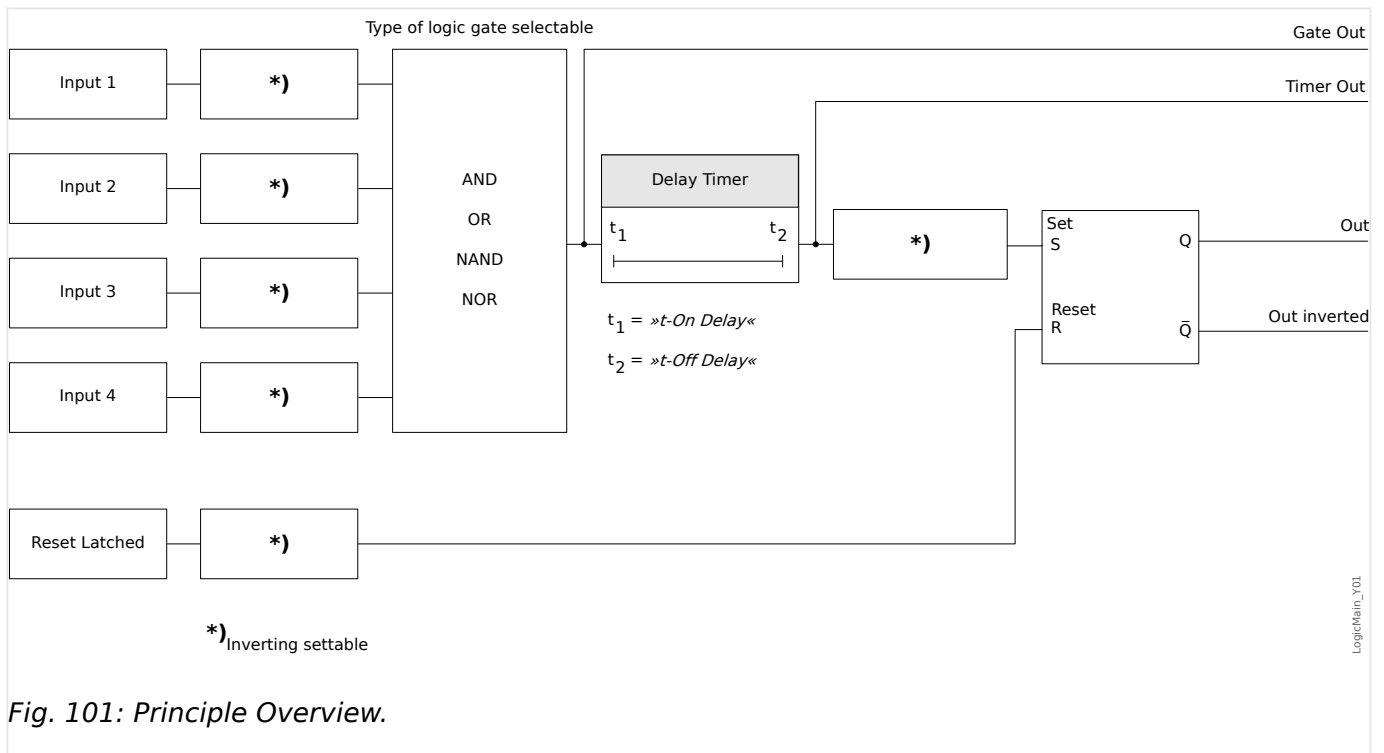 Type of logic gate selectable
Gate Out
Input 1
*)
Timer Out
Input 2
*)
AND
OR
NAND
NOR
Delay Timer
t1
t2
*)
Set
S
Q
Out
Input 3
*)
t1 = »t-On Delay«
t2 = »t-Off Delay«
Reset
R
Q̅
Out inverted
Input 4
*)
Reset Latched
*)
*)Inverting settable
LogicMain_Y01
Fig. 101: Principle Overview.